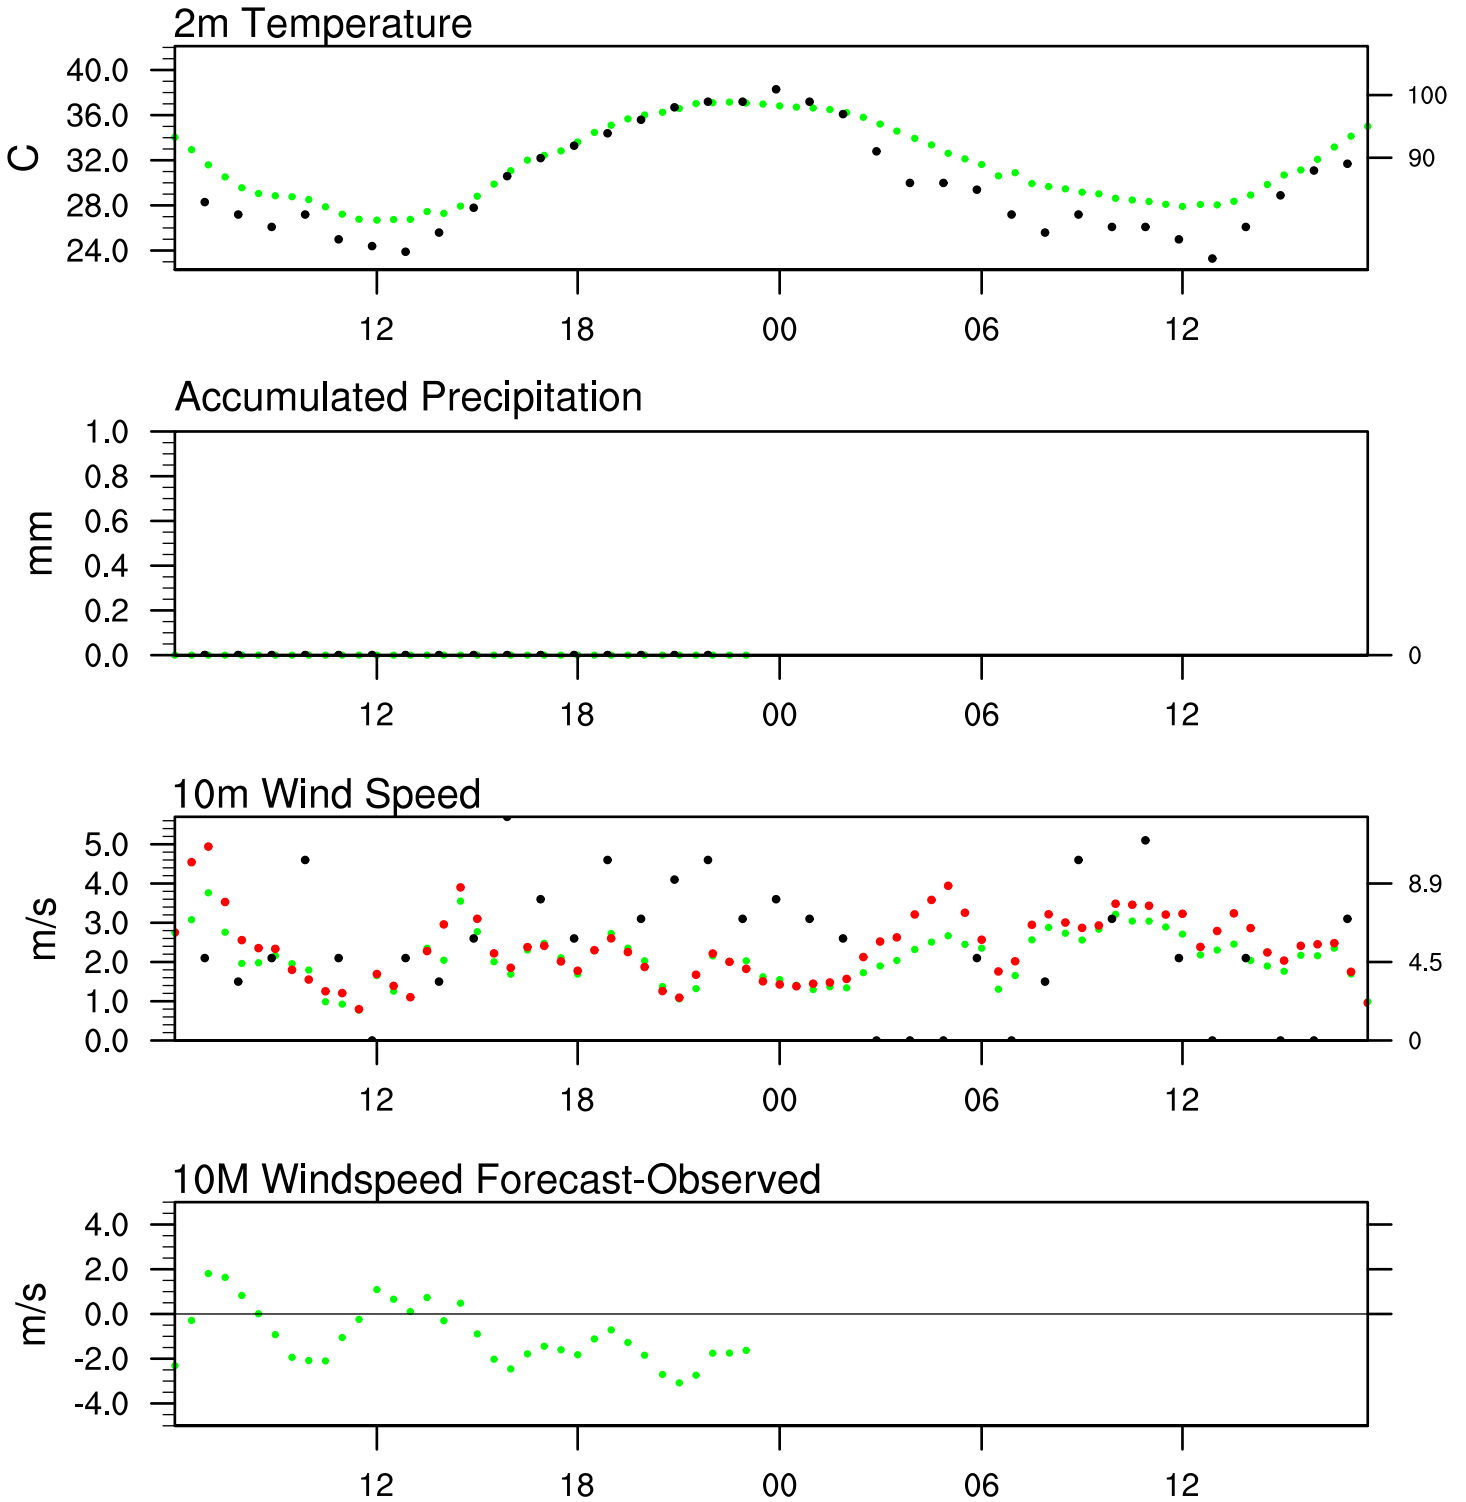 2m Temperature
40.0
36.0
32.0
28.0
24.0
C
100
90
12 18 00 06 12
Accumulated Precipitation
1.0
0.8
0.6
0.4
0.2
0.0
mm
0
12 18 00 06 12
10m Wind Speed
5.0
4.0
3.0
2.0
1.0
0.0
m/s
8.9
4.5
0
12 18 00 06 12
10M Windspeed Forecast-Observed
4.0
2.0
0.0
-2.0
-4.0
m/s
12 18 00 06 12